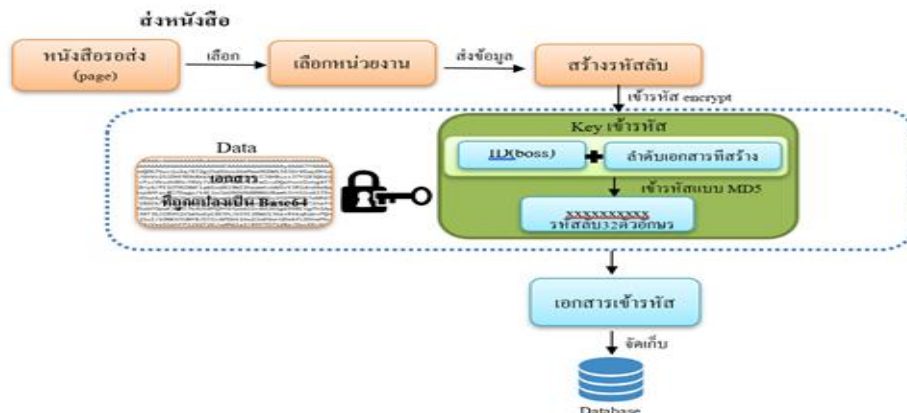 ส่งหนังสือ
หนังสือรอส่ง
(page)
เลือก
เลือกหน่วยงาน
ส่งข้อมูล
สร้างรหัสลับ
เข้ารหัส encrypt
Key เข้ารหัส
ID(boss)
ลำดับเอกสารที่สร้าง
เข้ารหัสแบบ MD5
xxxxxxxxxx
รหัสลับ32ตัวอักษร
Data
เอกสาร
ที่ถูกแปลงเป็น Base64
เอกสารเข้ารหัส
จัดเก็บ
Database